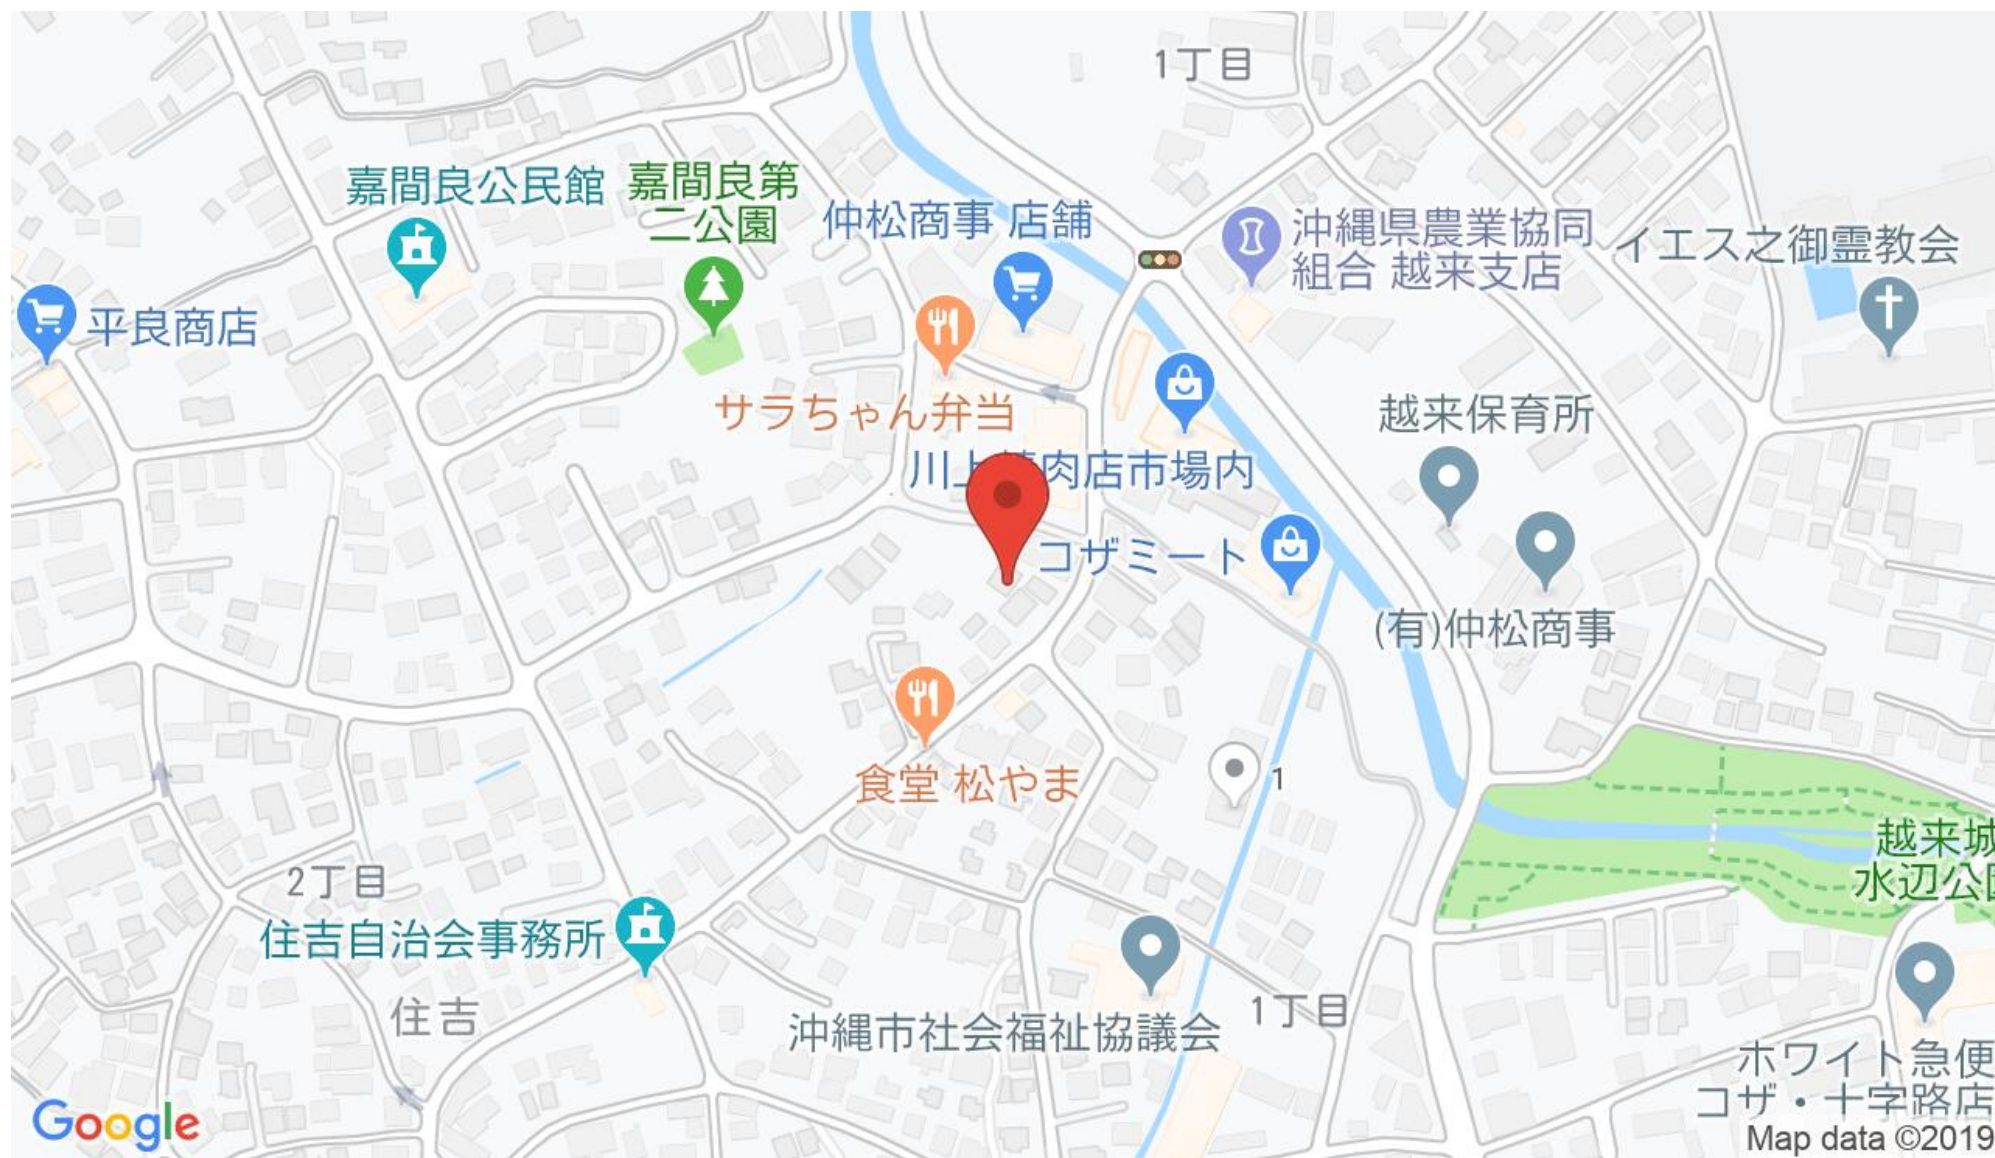 1丁目
嘉間良公民館
嘉間良第
二公園
仲松商事 店舗
沖縄県農業協同
組合 越来支店
イエス之御霊教会
平良商店
サラちゃん弁当
越来保育所
川上
肉店市場内
コザミート
(有)仲松商事
食堂 松やま
1
越来城
水辺公
2丁目
住吉自治会事務所
住吉
1丁目
沖縄市社会福祉協議会
ホワイト急便
コザ・十字路店
Google
Map data ©2019